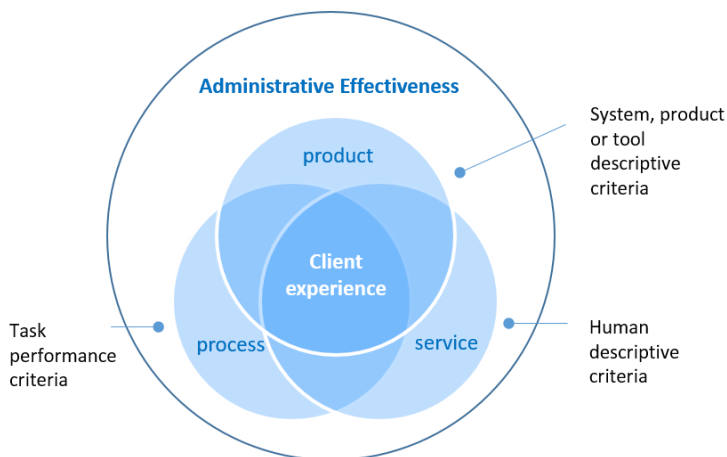 Administrative Effectiveness
product
System, product
or tool
descriptive
criteria
Client
experience
process
service
Task
performance
criteria
Human
descriptive
criteria